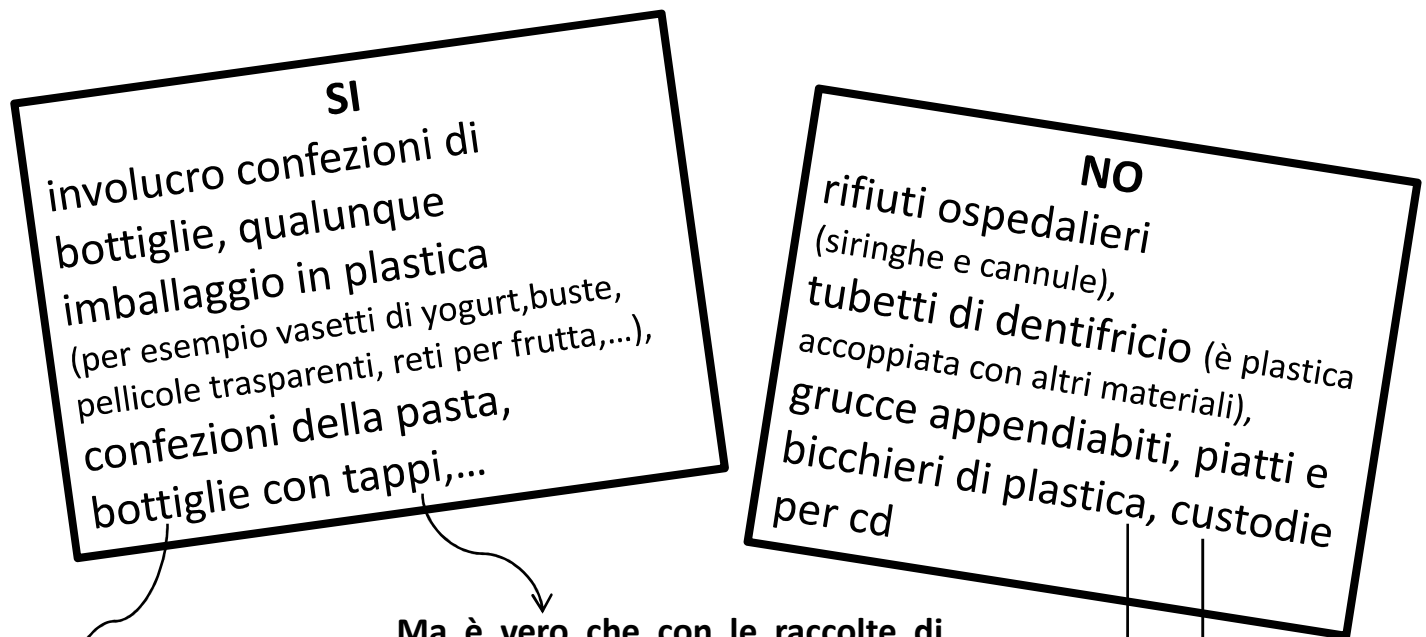 SI
involucro confezioni di
bottiglie, qualunque
imballaggio in plastica
(per esempio vasetti di yogurt,buste,
pellicole trasparenti, reti per frutta,...),
confezioni della pasta,
bottiglie con tappi,...
NO
rifiuti ospedalieri
(siringhe e cannule),
tubetti di dentifricio (è plastica
accoppiata con altri materiali),
grucce appendiabiti, piatti e
bicchieri di plastica, custodie
per cd
Ma è vero che con le raccolte di